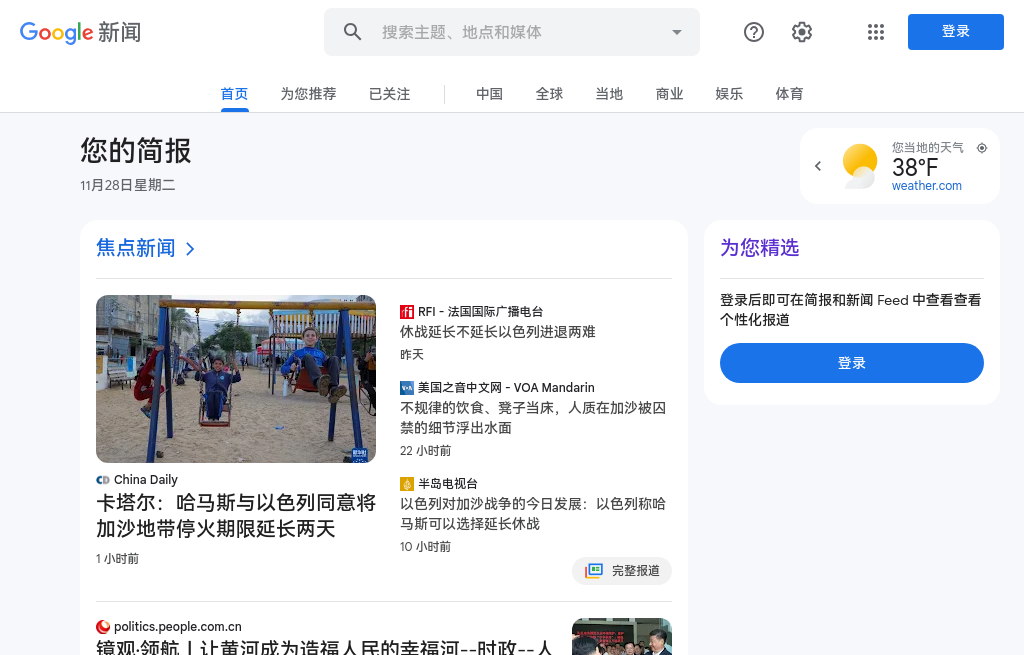 Google 新闻
搜索主题、地点和媒体
登录
首页
为您推荐
已关注
中国
全球
当地
商业
娱乐
体育
您的简报
11月28日星期二
您当地的天气
38°F
weather.com
焦点新闻
China Daily
卡塔尔：哈马斯与以色列同意将
加沙地带停火期限延长两天
1 小时前
RFI - 法国国际广播电台
休战延长不延长以色列进退两难
昨天
美国之音中文网 - VOA Mandarin
不规律的饮食、凳子当床，人质在加沙被囚
禁的细节浮出水面
22 小时前
半岛电视台
以色列对加沙战争的今日发展：以色列称哈
马斯可以选择延长休战
10 小时前
完整报道
politics.people.com.cn
镜观·领航丨让黄河成为造福人民的幸福河--时政--人
为您精选
登录后即可在简报和新闻 Feed 中查看查看
个性化报道
登录